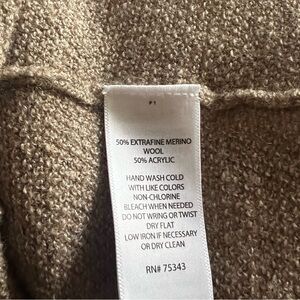 F1
50% EXTRAFINE MERINO
WOOL
50% ACRYLIC
HAND WASH COLD
WITH LIKE COLORS
NON-CHLORINE
BLEACH WHEN NEEDED
DO NOT WRING OR TWIST
DRY FLAT
LOW IRON IF NECESSARY
OR DRY CLEAN
RN# 75343